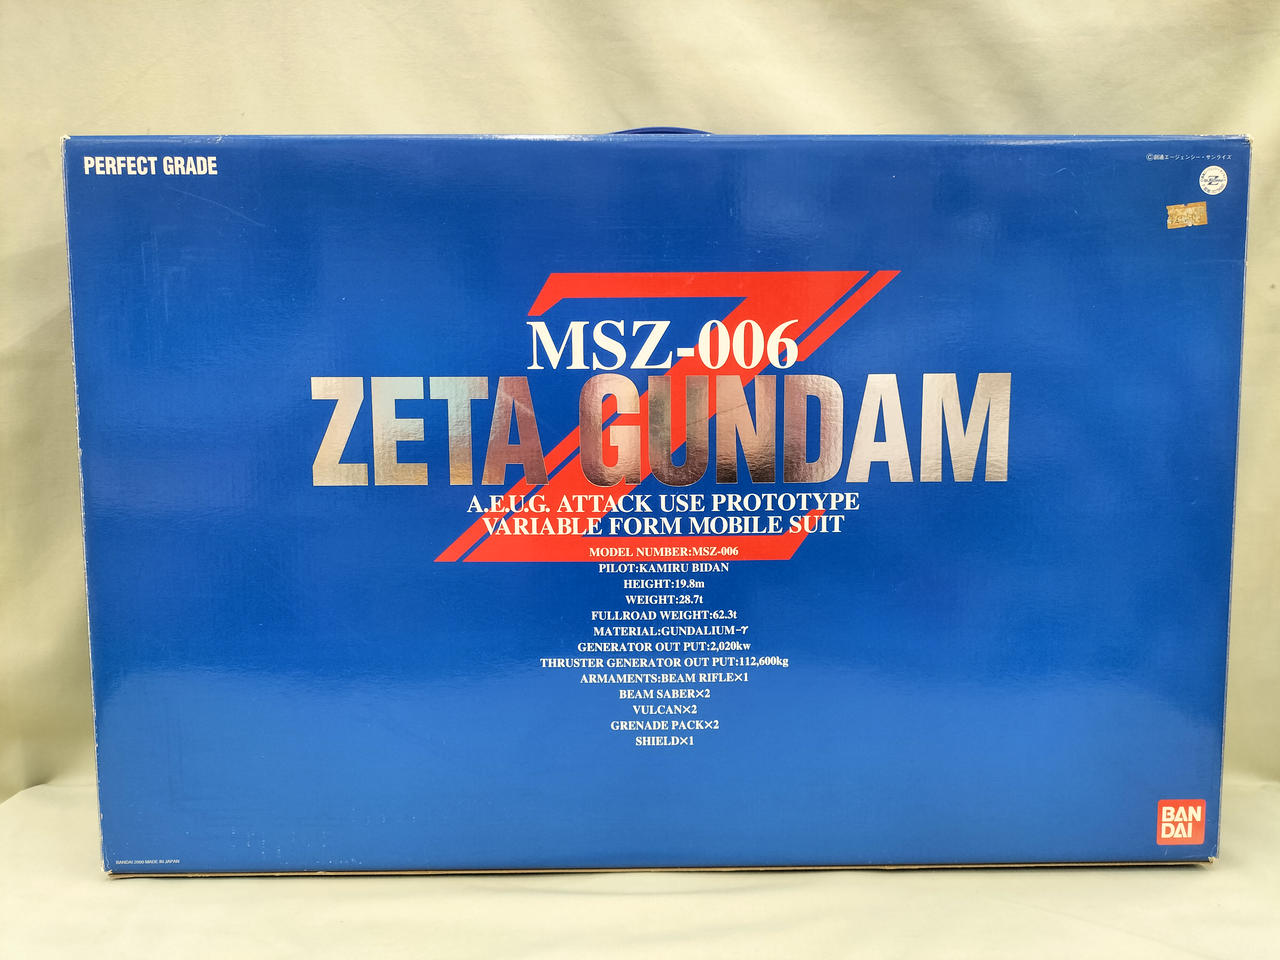 PERFECT GRADE
©創通エージェンシー・サンライズ
MSZ-006
ZETA GUNDAM
A.E.U.G. ATTACK USE PROTOTYPE
VARIABLE FORM MOBILE SUIT
MODEL NUMBER:MSZ-006
PILOT:KAMIRU BIDAN
HEIGHT:19.8m
WEIGHT:28.7t
FULLROAD WEIGHT:62.3t
MATERIAL:GUNDALIUM-γ
GENERATOR OUT PUT:2,020kw
THRUSTER GENERATOR OUT PUT:112,600kg
ARMAMENTS:BEAM RIFLE×1
BEAM SABER×2
VULCAN×2
GRENADE PACK×2
SHIELD×1
BAN
DAI
BANDAI 2000 MADE IN JAPAN